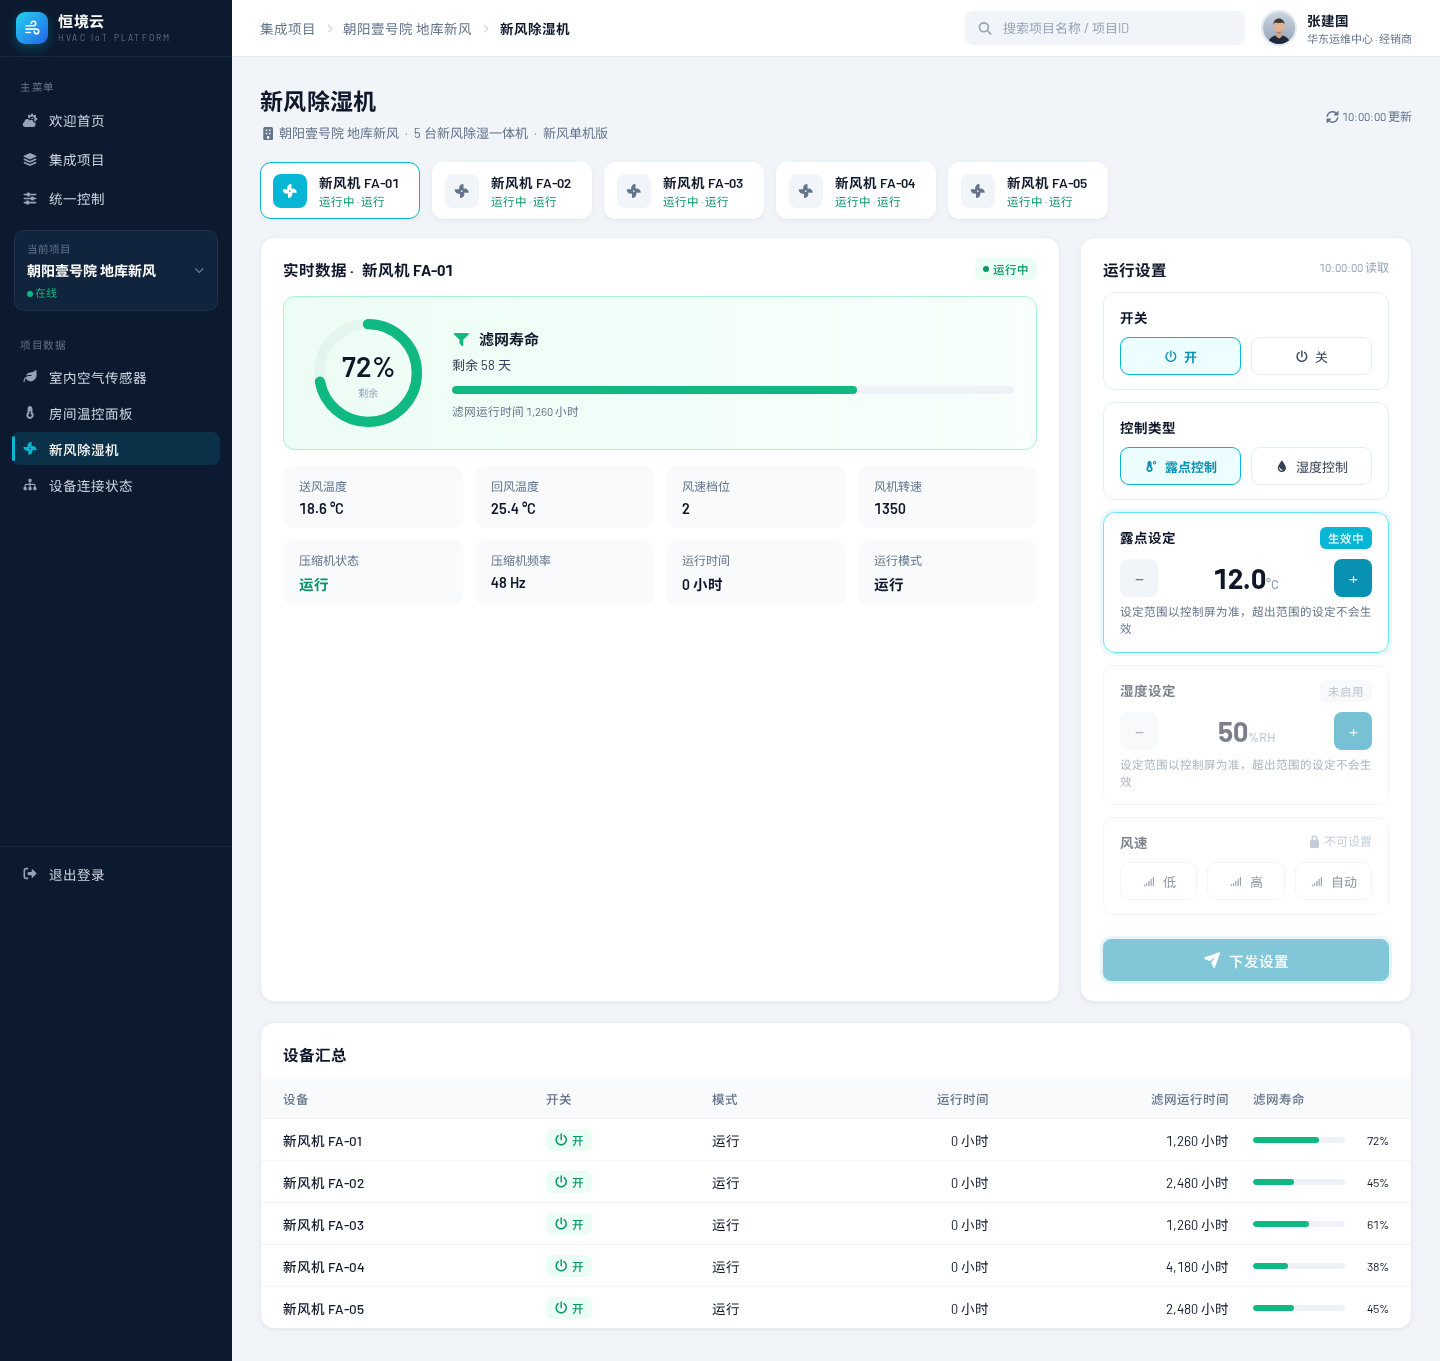 恒境云
HVAC IoT PLATFORM
主菜单
欢迎首页
集成项目
统一控制
当前项目
朝阳壹号院 地库新风
在线
项目数据
室内空气传感器
房间温控面板
新风除湿机
设备连接状态
退出登录
集成项目 > 朝阳壹号院 地库新风 > 新风除湿机
搜索项目名称 / 项目ID
张建国
华东运维中心 · 经销商
新风除湿机
朝阳壹号院 地库新风 · 5 台新风除湿一体机 · 新风单机版
10:00:00 更新
新风机 FA-01
运行中 · 运行
新风机 FA-02
运行中 · 运行
新风机 FA-03
运行中 · 运行
新风机 FA-04
运行中 · 运行
新风机 FA-05
运行中 · 运行
实时数据 · 新风机 FA-01
运行中
72%
剩余
滤网寿命
剩余 58 天
滤网运行时间 1,260 小时
送风温度
18.6 °C
回风温度
25.4 °C
风速档位
2
风机转速
1350
压缩机状态
运行
压缩机频率
48 Hz
运行时间
0 小时
运行模式
运行
运行设置
10:00:00 读取
开关
开
关
控制类型
露点控制
湿度控制
露点设定
生效中
− 12.0°C +
设定范围以控制屏为准，超出范围的设定不会生
效
湿度设定
未启用
− 50%RH +
设定范围以控制屏为准，超出范围的设定不会生
效
风速
不可设置
低
高
自动
下发设置
设备汇总
设备 开关 模式 运行时间 滤网运行时间 滤网寿命
新风机 FA-01 开 运行 0 小时 1,260 小时 72%
新风机 FA-02 开 运行 0 小时 2,480 小时 45%
新风机 FA-03 开 运行 0 小时 1,260 小时 61%
新风机 FA-04 开 运行 0 小时 4,180 小时 38%
新风机 FA-05 开 运行 0 小时 2,480 小时 45%